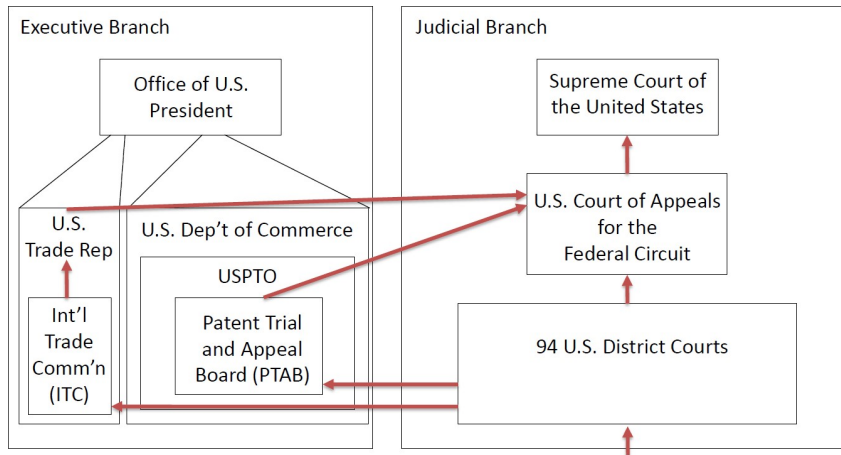 Executive Branch
Office of U.S.
President
U.S.
Trade Rep
Int'l
Trade
Comm'n
(ITC)
U.S. Dep't of Commerce
USPTO
Patent Trial
and Appeal
Board (PTAB)
Judicial Branch
Supreme Court of
the United States
U.S. Court of Appeals
for the
Federal Circuit
94 U.S. District Courts